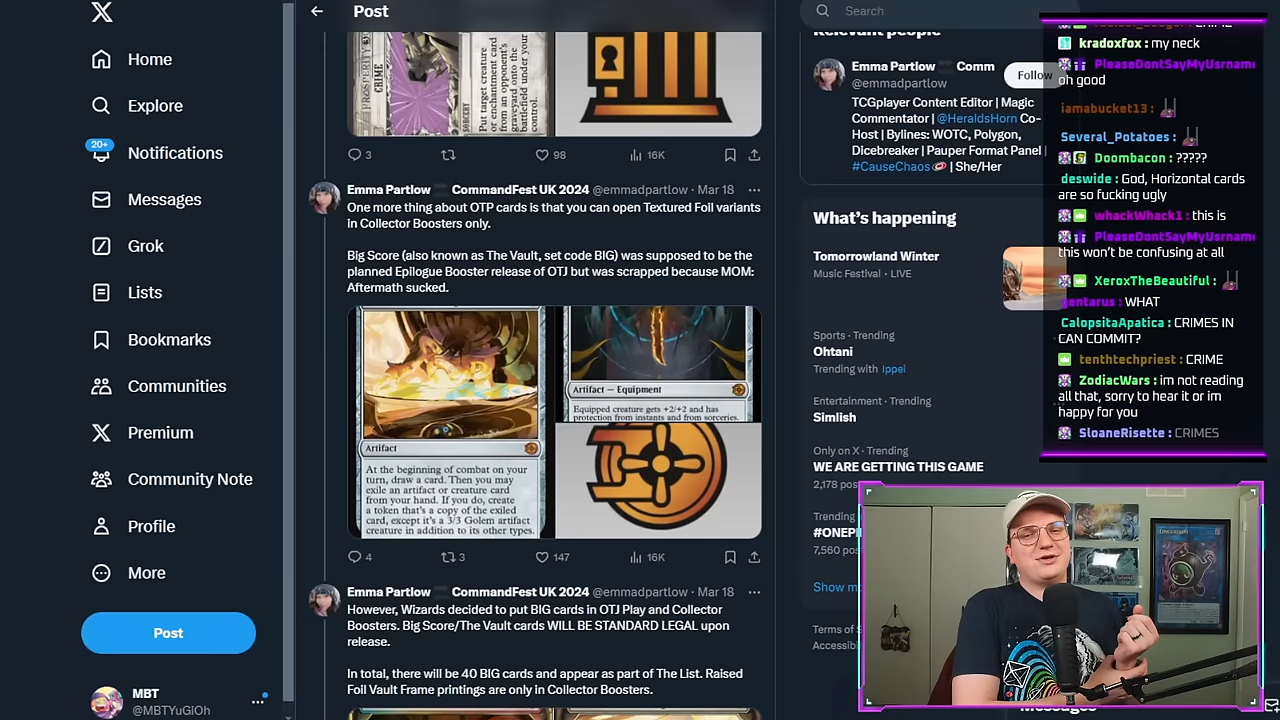 Home
Explore
20+
Notifications
Messages
Grok
Lists
Bookmarks
Communities
Premium
Community Note
Profile
More
Post
MBT
@MBTYuGiOh
Post
PROSPERITY
CRIME
SORCERY
Put target creature
or enchantment card
from an opponent's
graveyard onto the
battlefield under your
control.
3
98
16K
Emma Partlow CommandFest UK 2024 @emmadpartlow · Mar 18
One more thing about OTP cards is that you can open Textured Foil variants
in Collector Boosters only.
Big Score (also known as The Vault, set code BIG) was supposed to be the
planned Epilogue Booster release of OTJ but was scrapped because MOM:
Aftermath sucked.
Artifact
At the beginning of combat on your
turn, draw a card. Then you may
exile an artifact or creature card
from your hand. If you do, create
a token that's a copy of the exiled
card, except it's a 3/3 Golem artifact
creature in addition to its other types.
Artifact — Equipment
Equipped creature gets +2/+2 and has
protection from instants and from sorceries.
4
3
147
16K
Emma Partlow CommandFest UK 2024 @emmadpartlow · Mar 18
However, Wizards decided to put BIG cards in OTJ Play and Collector
Boosters. Big Score/The Vault cards WILL BE STANDARD LEGAL upon
release.
In total, there will be 40 BIG cards and appear as part of The List. Raised
Foil Vault Frame printings are only in Collector Boosters.
Search
Relevant people
Emma Partlow Comm
@emmadpartlow
Follow
TCGplayer Content Editor | Magic
Commentator | @HeraldsHorn Co-
Host | Bylines: WOTC, Polygon,
Dicebreaker | Pauper Format Panel |
#CauseChaos | She/Her
What's happening
Tomorrowland Winter
Music Festival · LIVE
Sports · Trending
Ohtani
Trending with Ippei
Entertainment · Trending
Simlish
Only on X · Trending
WE ARE GETTING THIS GAME
2,178 pos
Trending
#ONEPI
7,560 pos
Show m
Terms of S
Accessibi
Messages
kradoxfox : my neck
PleaseDontSayMyUsrname
oh good
iamabucket13 :
Several_Potatoes :
Doombacon : ?????
deswide : God, Horizontal cards
are so fucking ugly
whackWhack1 : this is
PleaseDontSayMyUsrname
this won't be confusing at all
XeroxTheBeautiful :
gentarus : WHAT
CalopsitaApatica : CRIMES IN
CAN COMMIT?
tenthtechpriest : CRIME
ZodiacWars : im not reading
all that, sorry to hear it or im
happy for you
SloaneRisette : CRIMES